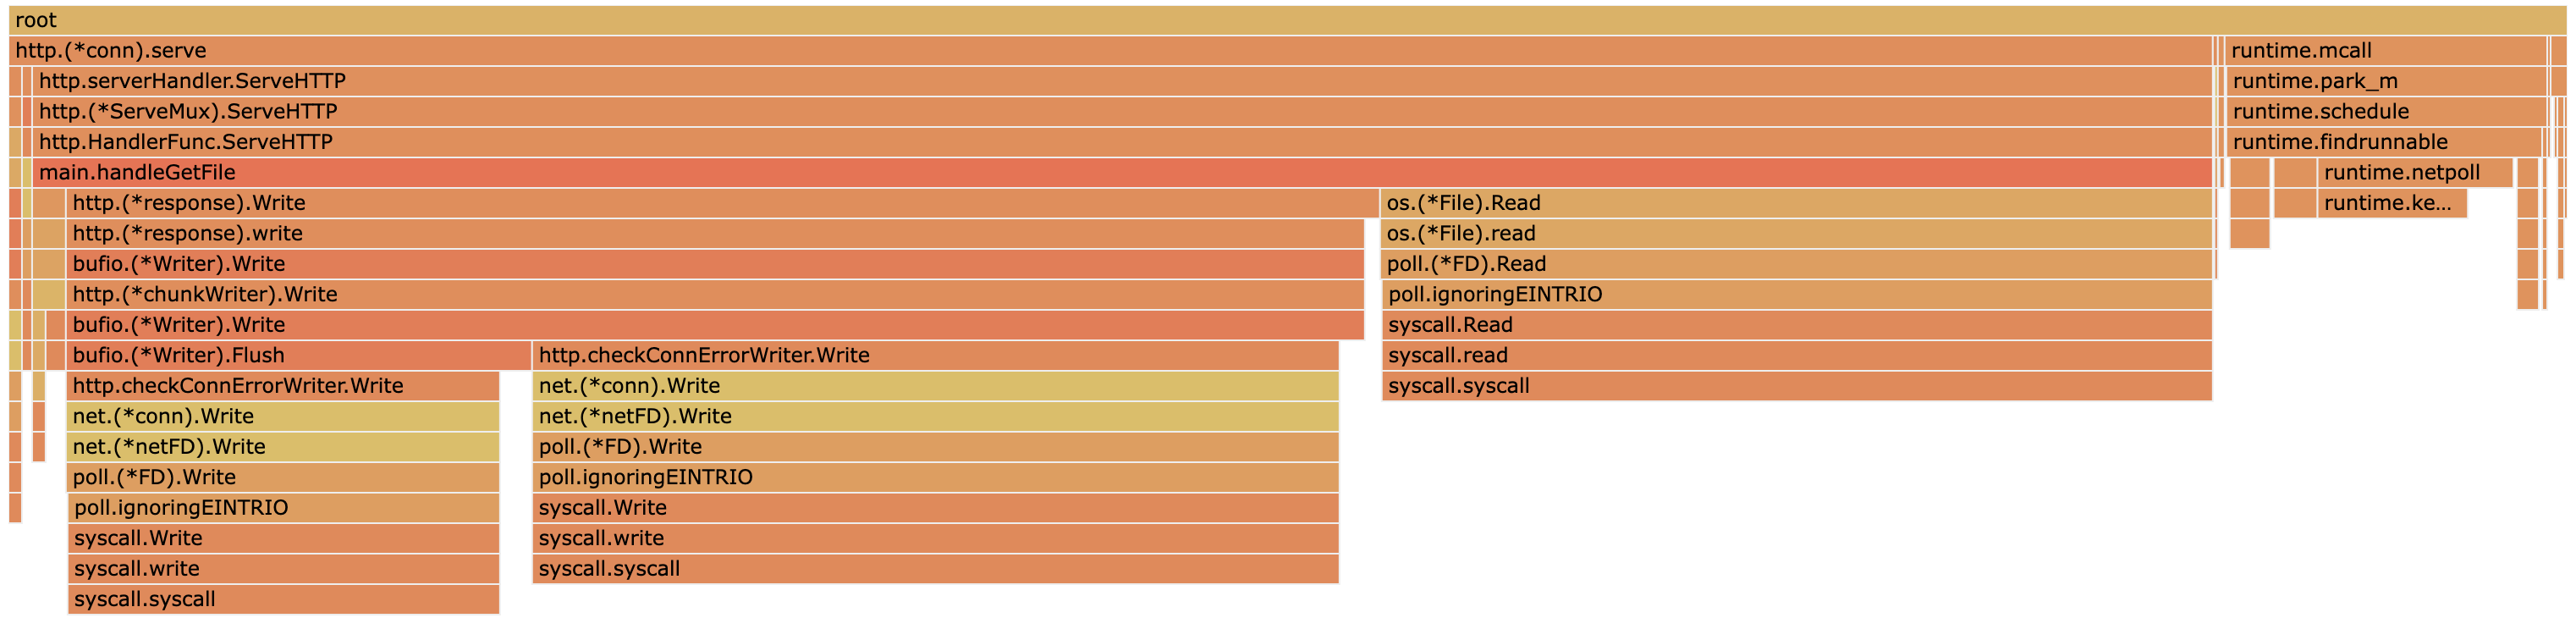 root
http.(*conn).serve
runtime.mcall
http.serverHandler.ServeHTTP
runtime.park_m
http.(*ServeMux).ServeHTTP
runtime.schedule
http.HandlerFunc.ServeHTTP
runtime.findrunnable
main.handleGetFile
runtime.netpoll
http.(*response).Write
os.(*File).Read
runtime.ke...
http.(*response).write
os.(*File).read
bufio.(*Writer).Write
poll.(*FD).Read
http.(*chunkWriter).Write
poll.ignoringEINTRIO
bufio.(*Writer).Write
syscall.Read
bufio.(*Writer).Flush
http.checkConnErrorWriter.Write
syscall.read
http.checkConnErrorWriter.Write
net.(*conn).Write
syscall.syscall
net.(*conn).Write
net.(*netFD).Write
net.(*netFD).Write
poll.(*FD).Write
poll.(*FD).Write
poll.ignoringEINTRIO
poll.ignoringEINTRIO
syscall.Write
syscall.Write
syscall.write
syscall.write
syscall.syscall
syscall.syscall